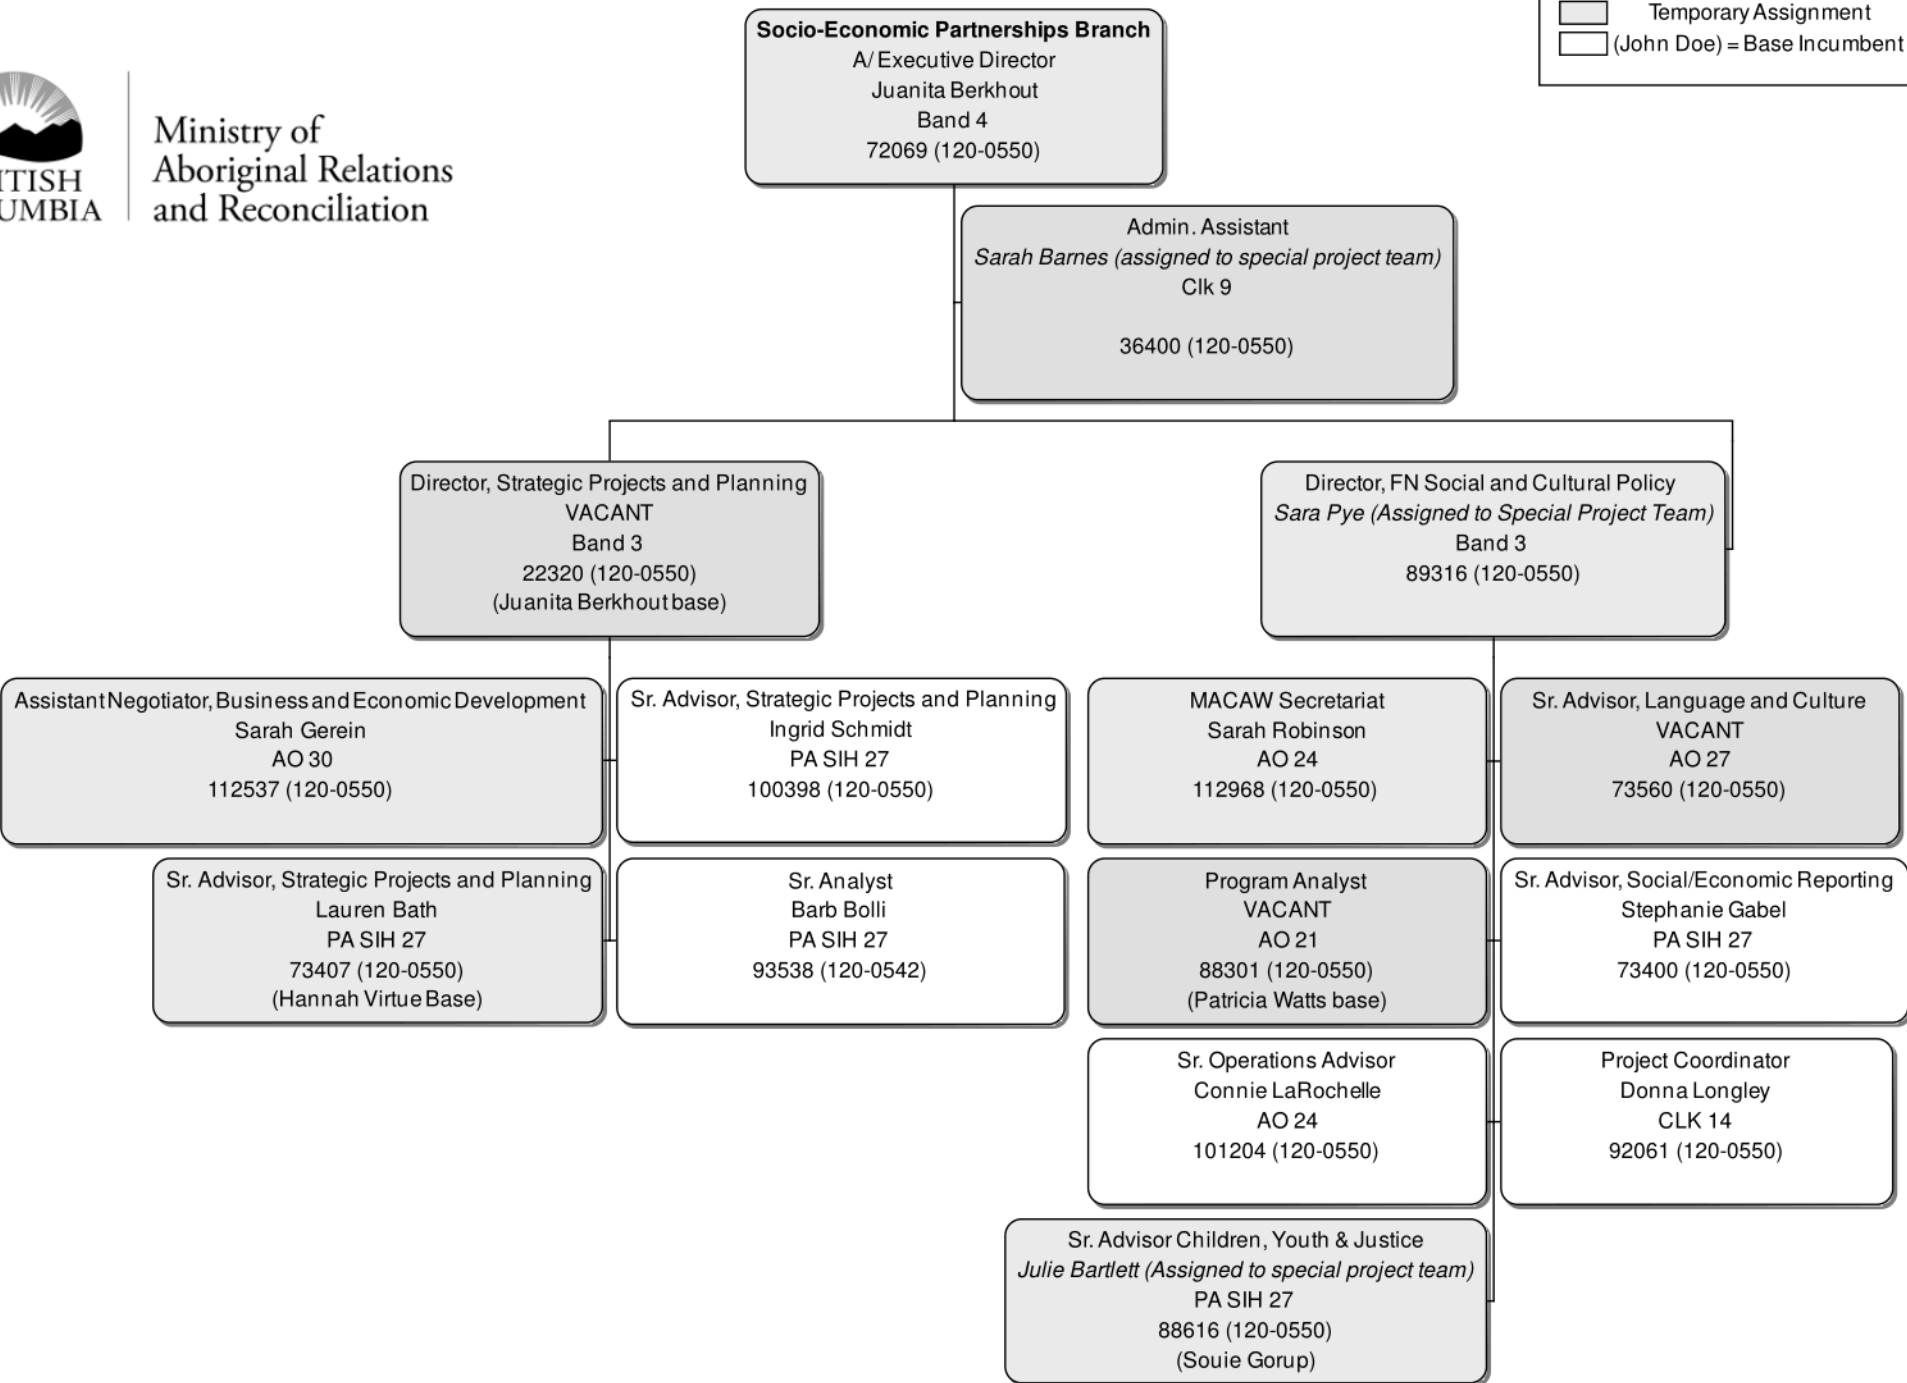 Temporary Assignment
(John Doe) = Base Incumbent
Ministry of
Aboriginal Relations
and Reconciliation
Socio-Economic Partnerships Branch
A/ Executive Director
Juanita Berkhout
Band 4
72069 (120-0550)
Admin. Assistant
Sarah Barnes (assigned to special project team)
Clk 9
36400 (120-0550)
Director, Strategic Projects and Planning
VACANT
Band 3
22320 (120-0550)
(Juanita Berkhout base)
Director, FN Social and Cultural Policy
Sara Pye (Assigned to Special Project Team)
Band 3
89316 (120-0550)
Assistant Negotiator, Business and Economic Development
Sarah Gerein
AO 30
112537 (120-0550)
Sr. Advisor, Strategic Projects and Planning
Ingrid Schmidt
PA SIH 27
100398 (120-0550)
MACAW Secretariat
Sarah Robinson
AO 24
112968 (120-0550)
Sr. Advisor, Language and Culture
VACANT
AO 27
73560 (120-0550)
Sr. Advisor, Strategic Projects and Planning
Lauren Bath
PA SIH 27
73407 (120-0550)
(Hannah Virtue Base)
Sr. Analyst
Barb Bolli
PA SIH 27
93538 (120-0542)
Program Analyst
VACANT
AO 21
88301 (120-0550)
(Patricia Watts base)
Sr. Advisor, Social/Economic Reporting
Stephanie Gabel
PA SIH 27
73400 (120-0550)
Sr. Operations Advisor
Connie LaRochelle
AO 24
101204 (120-0550)
Project Coordinator
Donna Longley
CLK 14
92061 (120-0550)
Sr. Advisor Children, Youth & Justice
Julie Bartlett (Assigned to special project team)
PA SIH 27
88616 (120-0550)
(Souie Gorup)